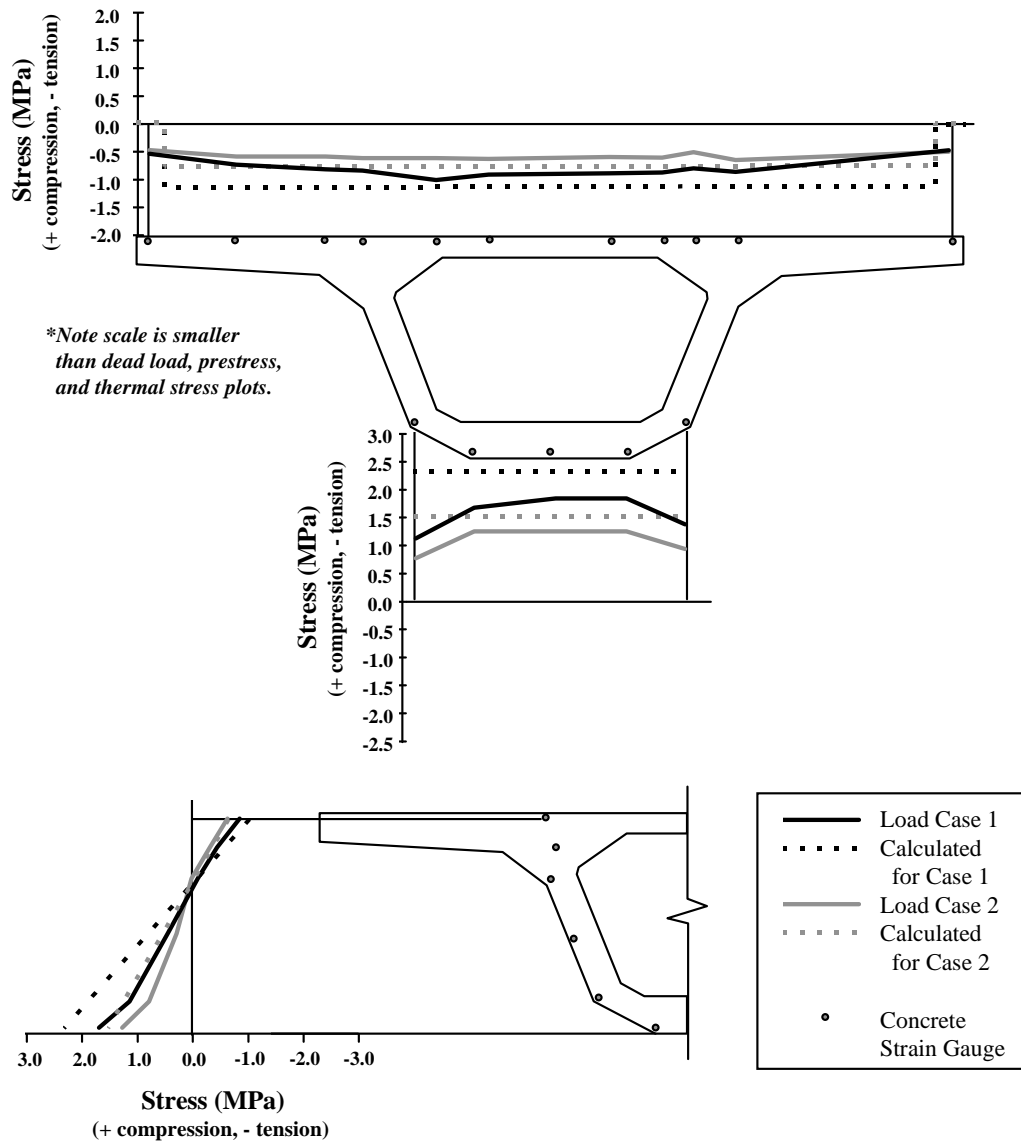 2.0
1.5
1.0
0.5
0.0
-0.5
-1.0
-1.5
-2.0
Stress (MPa)
(+ compression, - tension)
*Note scale is smaller
than dead load, prestress,
and thermal stress plots.
3.0
2.5
2.0
1.5
1.0
0.5
0.0
-0.5
-1.0
-1.5
-2.0
-2.5
Stress (MPa)
(+ compression, - tension)
3.0 2.0 1.0 0.0 -1.0 -2.0 -3.0
Stress (MPa)
(+ compression, - tension)
Load Case 1
Calculated
for Case 1
Load Case 2
Calculated
for Case 2
Concrete
Strain Gauge